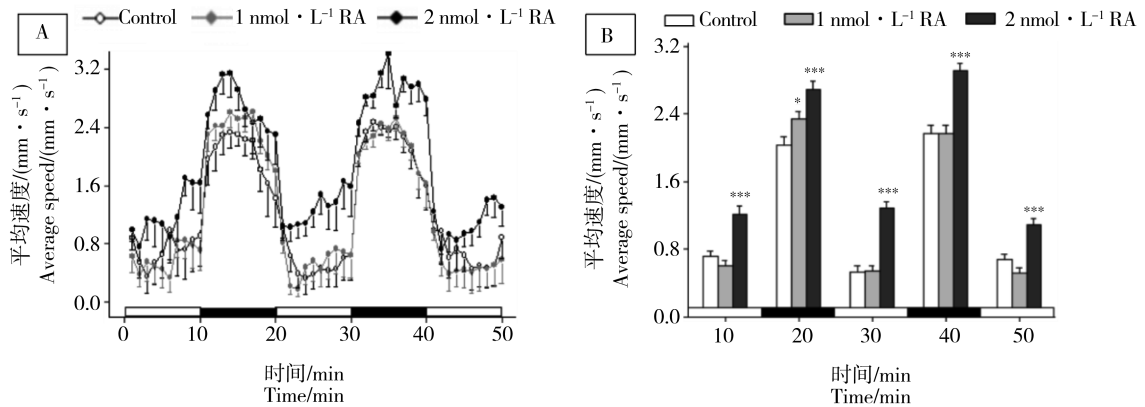 A
Control
1 nmol · L⁻¹ RA
2 nmol · L⁻¹ RA
平均速度/(mm · s⁻¹)
Average speed/(mm · s⁻¹)
3.2
2.4
1.6
0.8
0.0
0 10 20 30 40 50
时间/min
Time/min
B
Control
1 nmol · L⁻¹ RA
2 nmol · L⁻¹ RA
平均速度/(mm · s⁻¹)
Average speed/(mm · s⁻¹)
3.2
2.4
1.6
0.8
0.0
***
*
***
***
***
***
10 20 30 40 50
时间/min
Time/min